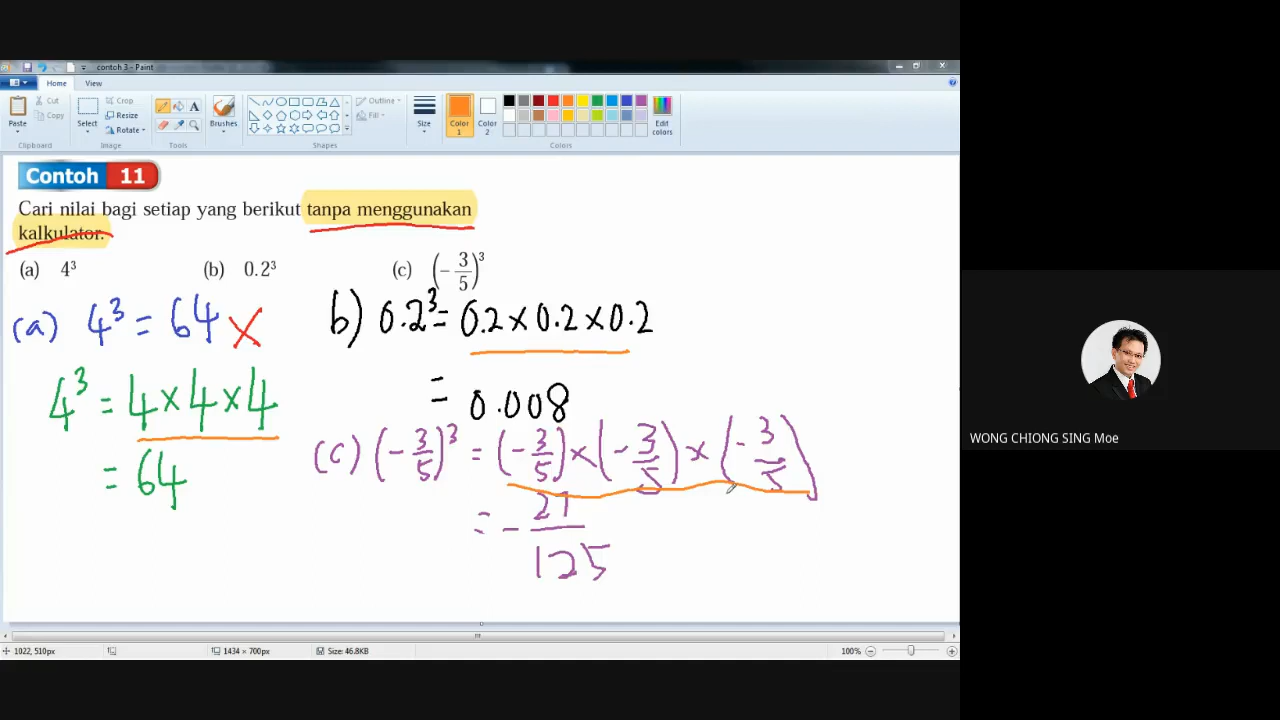 contoh 3 - Paint
Home View
Paste
Cut
Copy
Clipboard
Select
Crop
Resize
Rotate
Image
Tools
Brushes
Outline
Fill
Shapes
Size
Color 1
Color 2
Edit colors
Colors
Contoh 11
Cari nilai bagi setiap yang berikut tanpa menggunakan
kalkulator.
(a) 4³ (b) 0.2³ (c) (−3/5)³
(a) 4³ = 64 X
4³ = 4×4×4
= 64
b) 0.2³ = 0.2 × 0.2 × 0.2
= 0.008
(c) (−3/5)³ = (−3/5) × (−3/5) × (−3/5)
= −27/125
1022, 510px
1434 × 700px
Size: 46.8KB
100%
WONG CHIONG SING Moe